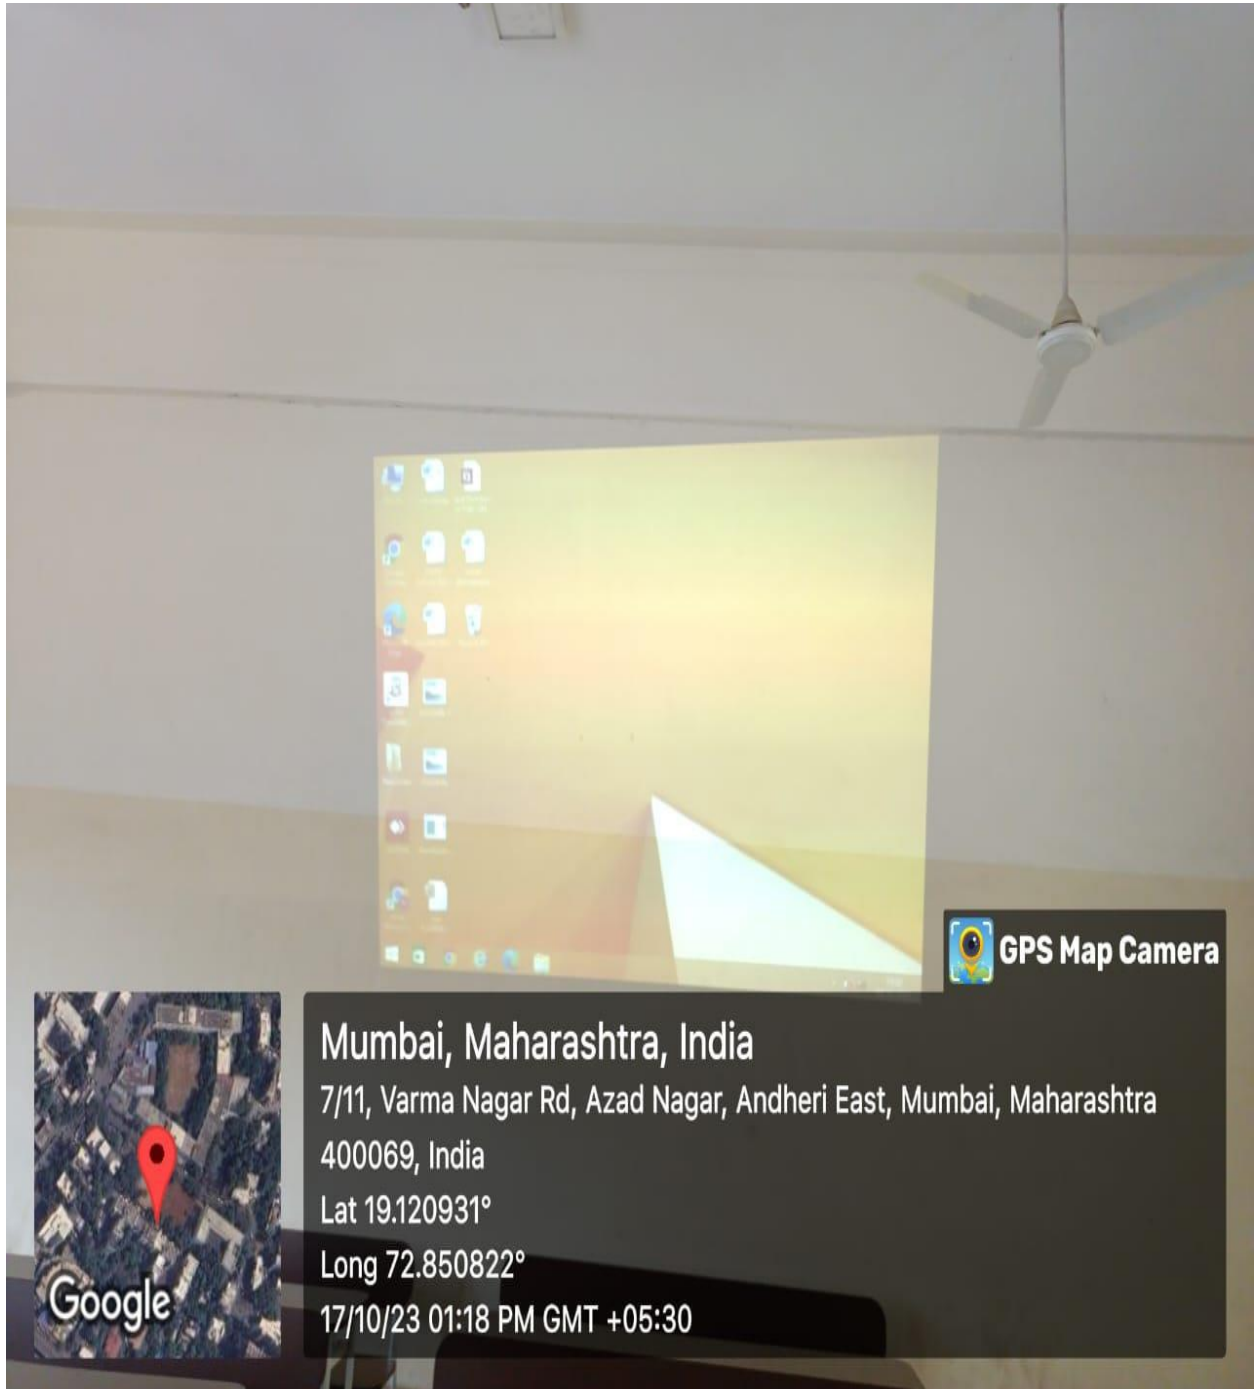 GPS Map Camera
Mumbai, Maharashtra, India
7/11, Varma Nagar Rd, Azad Nagar, Andheri East, Mumbai, Maharashtra
400069, India
Lat 19.120931°
Long 72.850822°
17/10/23 01:18 PM GMT +05:30
Google